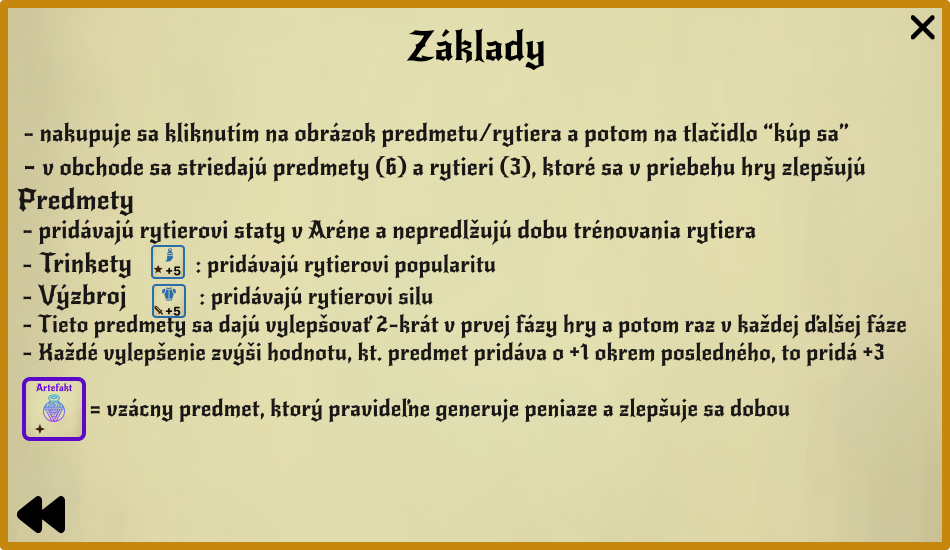 Základy
- nakupuje sa kliknutím na obrázok predmetu/rytiera a potom na tlačidlo “kúp sa”
- v obchode sa striedajú predmety (6) a rytieri (3), ktoré sa v priebehu hry zlepšujú
Predmety
- pridávajú rytierovi staty v Aréne a nepredlžujú dobu trénovania rytiera
- Trinkety +5 : pridávajú rytierovi popularitu
- Výzbroj +5 : pridávajú rytierovi silu
- Tieto predmety sa dajú vylepšovať 2-krát v prvej fázy hry a potom raz v každej ďalšej fáze
- Každé vylepšenie zvýši hodnotu, kt. predmet pridáva o +1 okrem posledného, to pridá +3
Artefakt
= vzácny predmet, ktorý pravideľne generuje peniaze a zlepšuje sa dobou